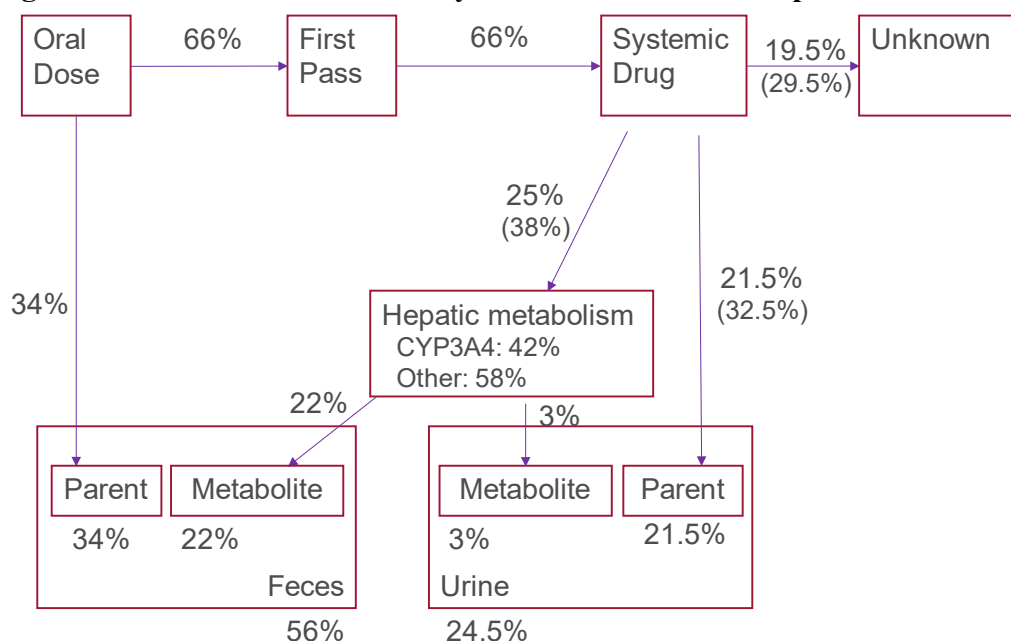 Oral
Dose
66%
First
Pass
66%
Systemic
Drug
19.5%
(29.5%)
Unknown
25%
(38%)
34%
21.5%
(32.5%)
Hepatic metabolism
CYP3A4: 42%
Other: 58%
22%
3%
Parent
Metabolite
Metabolite
Parent
34%
22%
3%
21.5%
Feces
Urine
56%
24.5%